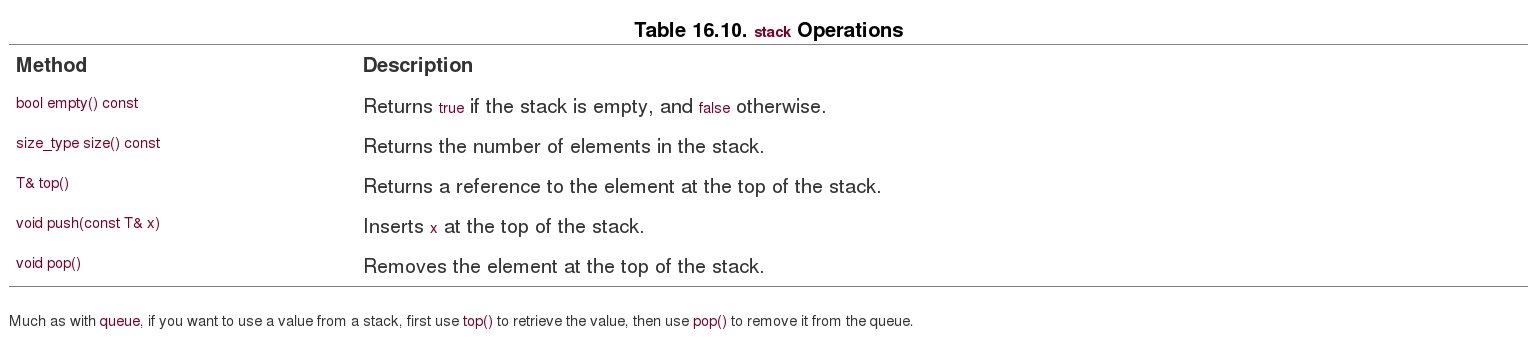 Table 16.10. stack Operations
Method Description
bool empty() const Returns true if the stack is empty, and false otherwise.
size_type size() const Returns the number of elements in the stack.
T& top() Returns a reference to the element at the top of the stack.
void push(const T& x) Inserts x at the top of the stack.
void pop() Removes the element at the top of the stack.
Much as with queue, if you want to use a value from a stack, first use top() to retrieve the value, then use pop() to remove it from the queue.